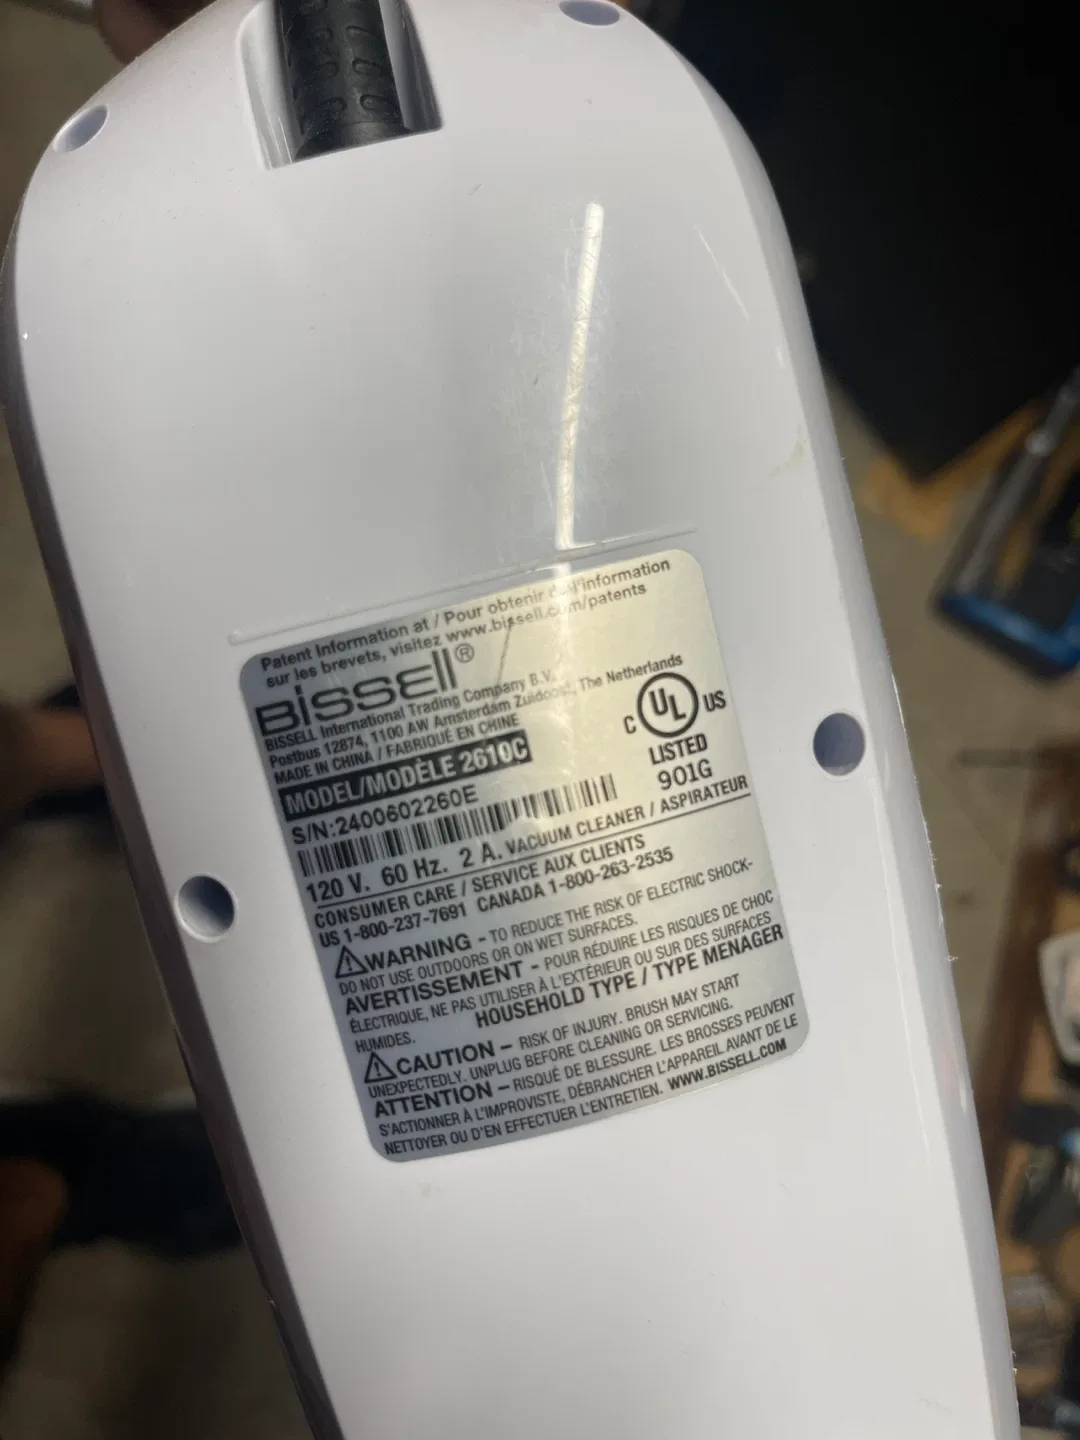 Patent Information at / Pour obtenir de l'information
sur les brevets, visitez www.bissell.com/patents
BISSELL®
BISSELL International Trading Company B.V.
Postbus 12874, 1100 AW Amsterdam Zuidoost, The Netherlands
MADE IN CHINA / FABRIQUÉ EN CHINE
MODEL/MODÈLE 2610C
S/N:2400602260E
C UL US
LISTED
901G
120 V. 60 Hz. 2 A. VACUUM CLEANER / ASPIRATEUR
CONSUMER CARE / SERVICE AUX CLIENTS
US 1-800-237-7691 CANADA 1-800-263-2535
⚠WARNING - TO REDUCE THE RISK OF ELECTRIC SHOCK-
DO NOT USE OUTDOORS OR ON WET SURFACES.
AVERTISSEMENT - POUR RÉDUIRE LES RISQUES DE CHOC
ÉLECTRIQUE, NE PAS UTILISER À L'EXTÉRIEUR OU SUR DES SURFACES
HUMIDES. HOUSEHOLD TYPE / TYPE MENAGER
⚠CAUTION – RISK OF INJURY. BRUSH MAY START
UNEXPECTEDLY. UNPLUG BEFORE CLEANING OR SERVICING.
ATTENTION – RISQUÉ DE BLESSURE. LES BROSSES PEUVENT
S'ACTIONNER À L'IMPROVISTE, DÉBRANCHER L'APPAREIL AVANT DE LE
NETTOYER OU D'EN EFFECTUER L'ENTRETIEN. WWW.BISSELL.COM